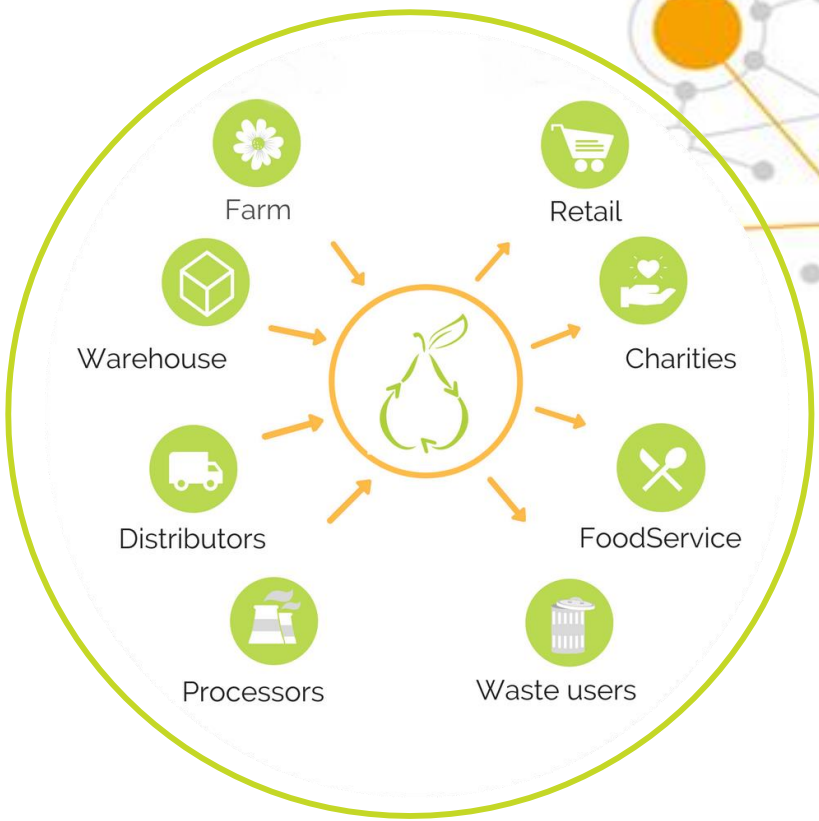 Farm
Retail
Warehouse
Charities
Distributors
FoodService
Processors
Waste users